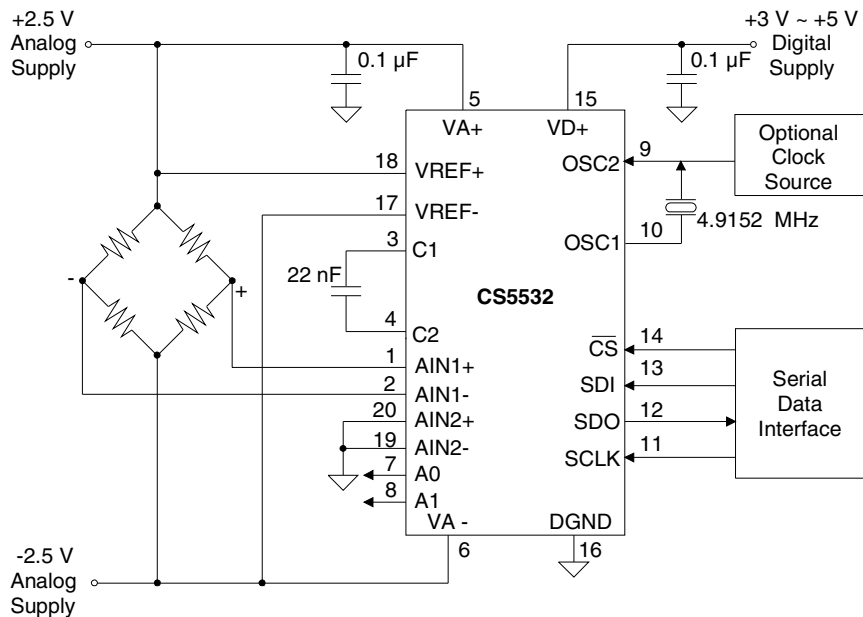 +2.5 V
Analog
Supply
+3 V ~ +5 V
Digital
Supply
0.1 µF
0.1 µF
5
15
VA+
VD+
Optional
Clock
Source
18
VREF+
OSC2
9
17
VREF-
4.9152 MHz
3
C1
OSC1
10
-
+
22 nF
CS5532
4
C2
CS
14
1
AIN1+
SDI
13
2
AIN1-
Serial
Data
Interface
20
AIN2+
SDO
12
19
AIN2-
SCLK
11
7
A0
8
A1
VA -
DGND
6
16
-2.5 V
Analog
Supply